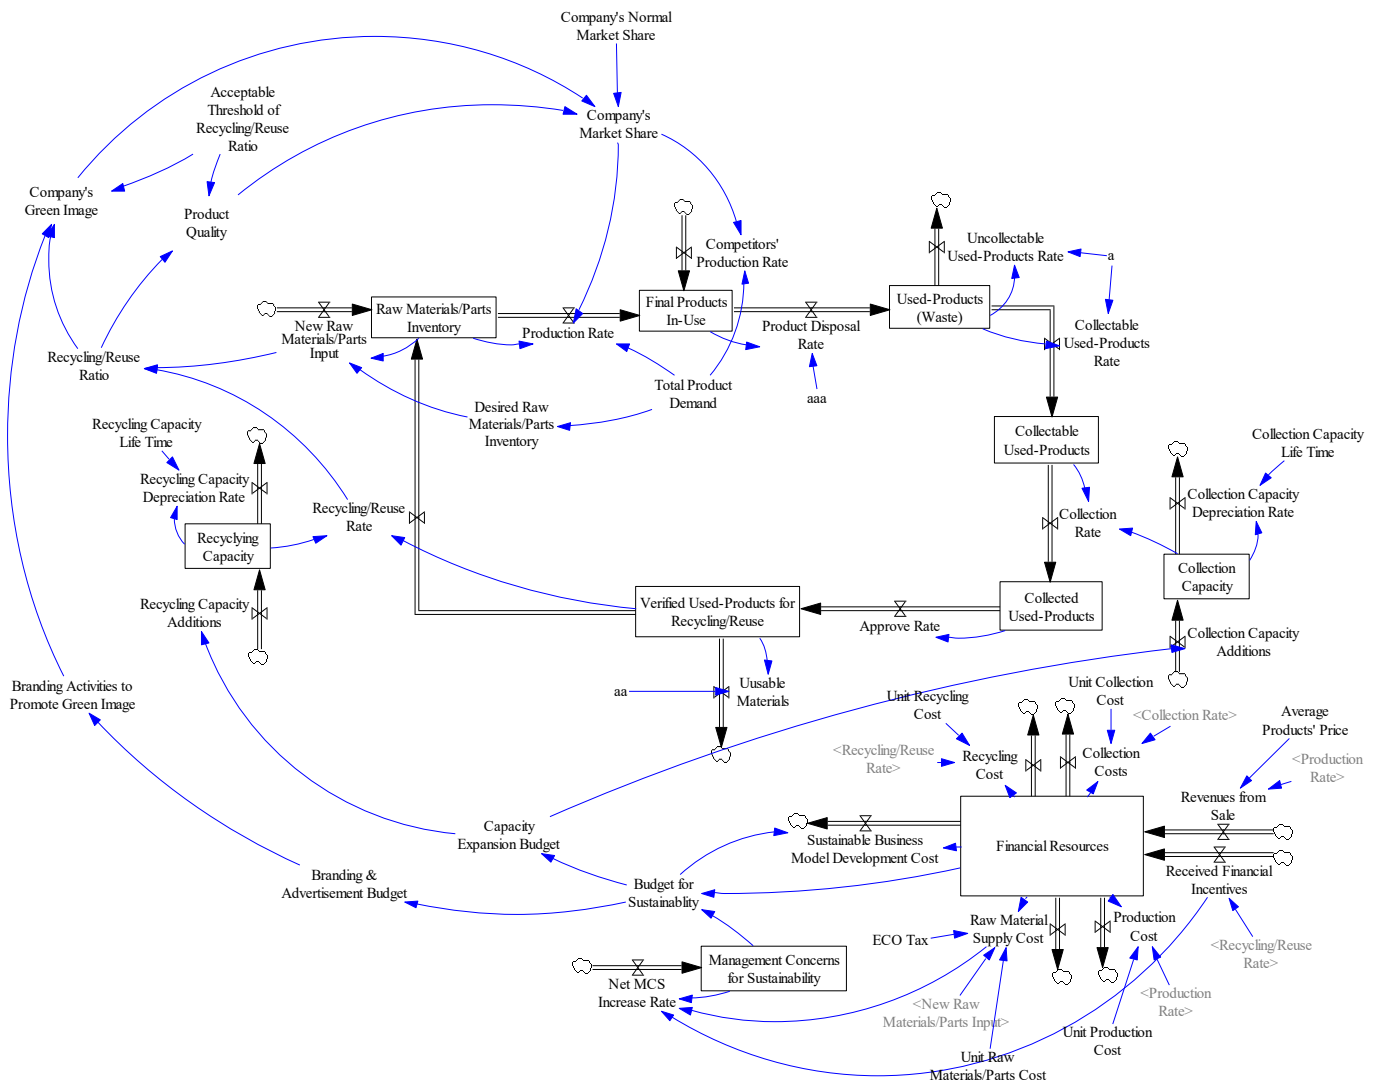 Company's Normal
Market Share
Acceptable
Threshold of
Recycling/Reuse
Ratio
Company's
Market Share
Company's
Green Image
Product
Quality
Competitors'
Production Rate
Uncollectable
Used-Products Rate
a
Raw Materials/Parts
Inventory
Final Products
In-Use
Used-Products
(Waste)
New Raw
Materials/Parts
Input
Production Rate
Product Disposal
Rate
Collectable
Used-Products
Rate
Recycling/Reuse
Ratio
Total Product
Demand
aaa
Desired Raw
Materials/Parts
Inventory
Recycling Capacity
Life Time
Collectable
Used-Products
Collection Capacity
Life Time
Recycling Capacity
Depreciation Rate
Collection Capacity
Depreciation Rate
Recycling/Reuse
Rate
Collection
Rate
Recyclying
Capacity
Collection
Capacity
Recycling Capacity
Additions
Verified Used-Products for
Recycling/Reuse
Approve Rate
Collected
Used-Products
Collection Capacity
Additions
Branding Activities to
Promote Green Image
aa
Uusable
Materials
Unit Recycling
Cost
Unit Collection
Cost
<Collection Rate>
Average
Products' Price
<Recycling/Reuse
Rate>
Recycling
Cost
Collection
Costs
<Production
Rate>
Revenues from
Sale
Capacity
Expansion Budget
Sustainable Business
Model Development Cost
Financial Resources
Branding &
Advertisement Budget
Budget for
Sustainablity
Received Financial
Incentives
Raw Material
Supply Cost
Production
Cost
ECO Tax
<Recycling/Reuse
Rate>
Management Concerns
for Sustainability
Net MCS
Increase Rate
<New Raw
Materials/Parts Input>
<Production
Rate>
Unit Production
Cost
Unit Raw
Materials/Parts Cost